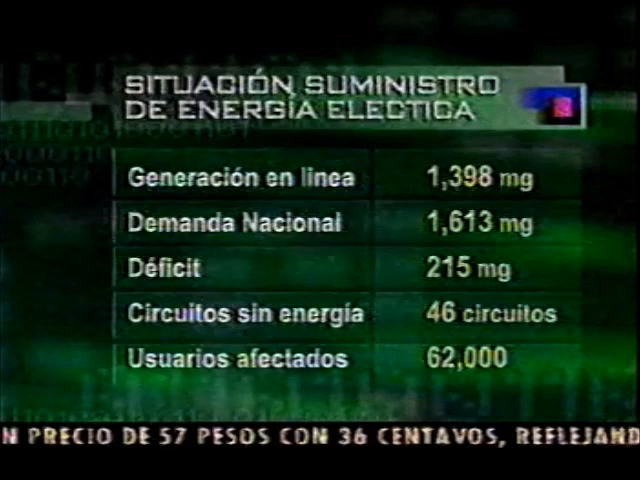 SITUACIÓN SUMINISTRO
DE ENERGÍA ELECTICA
Generación en linea 1,398 mg
Demanda Nacional 1,613 mg
Déficit 215 mg
Circuitos sin energía 46 circuitos
Usuarios afectados 62,000
N PRECIO DE 57 PESOS CON 36 CENTAVOS, REFLEJAND